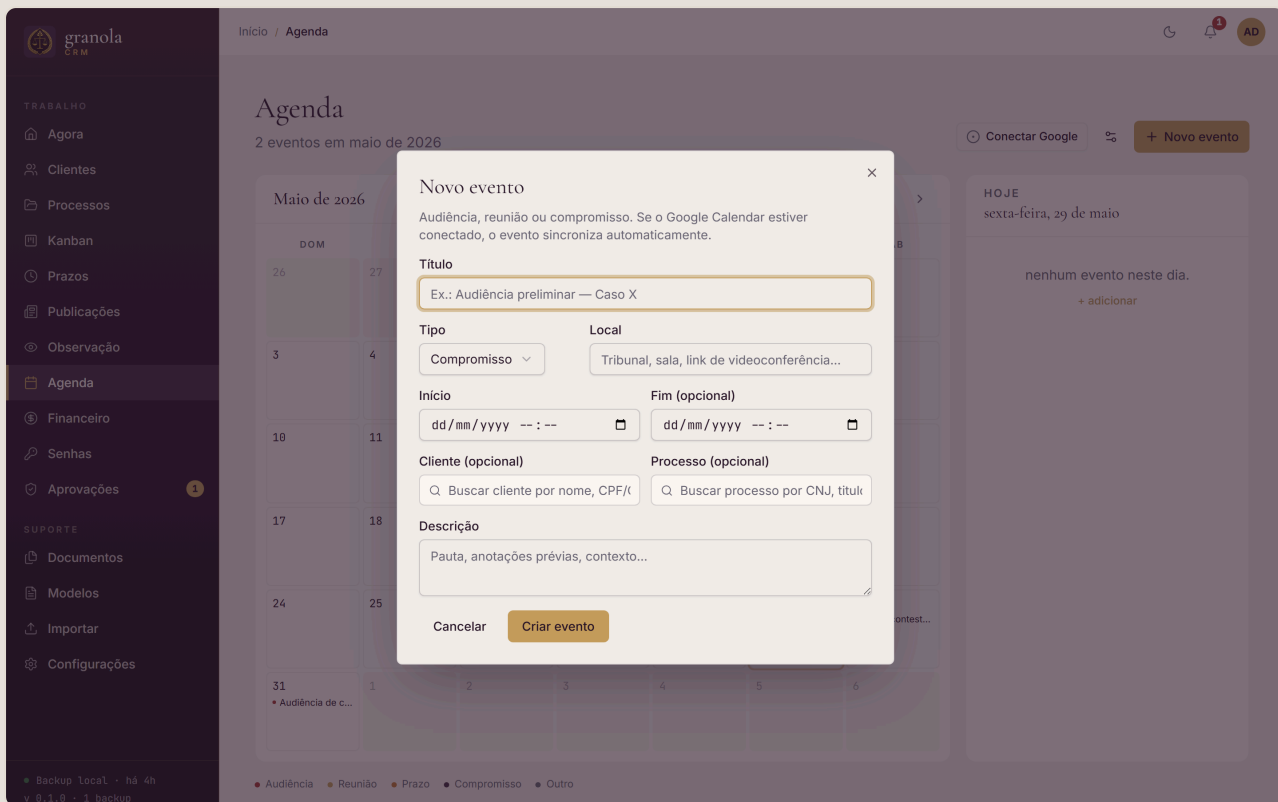 granola
CRM
TRABALHO
Agora
Clientes
Processos
Kanban
Prazos
Publicações
Observação
Agenda
Financeiro
Senhas
Aprovações 1
SUPORTE
Documentos
Modelos
Importar
Configurações
Backup local · há 4h
v 0.1.0 · 1 backup
Início / Agenda
1
AD
Agenda
2 eventos em maio de 2026
Conectar Google
+ Novo evento
Maio de 2026
DOM
26 27
3 4
10 11
17 18
24 25
ontest...
31 1 2 3 4 5 6
Audiência de c...
Audiência Reunião Prazo Compromisso Outro
HOJE
sexta-feira, 29 de maio
nenhum evento neste dia.
+ adicionar
Novo evento
Audiência, reunião ou compromisso. Se o Google Calendar estiver
conectado, o evento sincroniza automaticamente.
Título
Ex.: Audiência preliminar — Caso X
Tipo Local
Compromisso Tribunal, sala, link de videoconferência...
Início Fim (opcional)
dd/mm/yyyy --:-- dd/mm/yyyy --:--
Cliente (opcional) Processo (opcional)
Buscar cliente por nome, CPF/ Buscar processo por CNJ, títul
Descrição
Pauta, anotações prévias, contexto...
Cancelar Criar evento